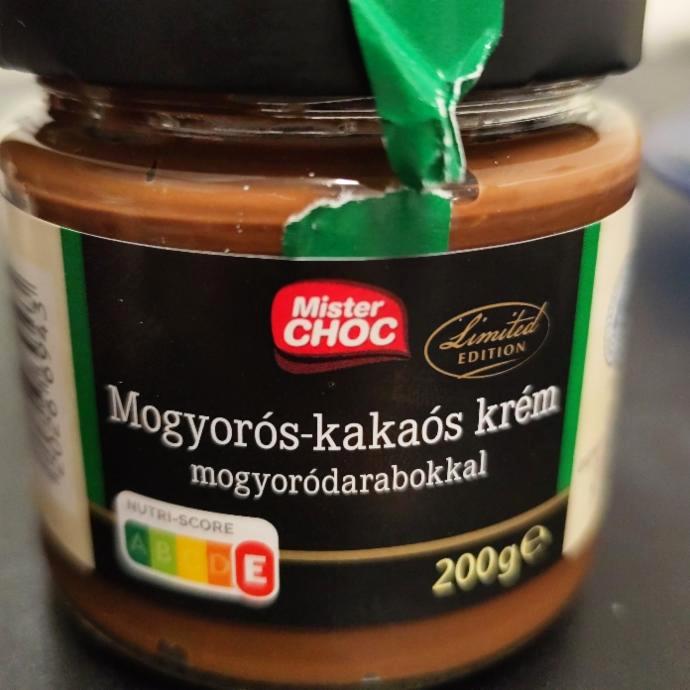 Mister
CHOC
Limited
EDITION
Mogyorós-kakaós krém
mogyoródarabokkal
NUTRI-SCORE
A B C D E
200g e